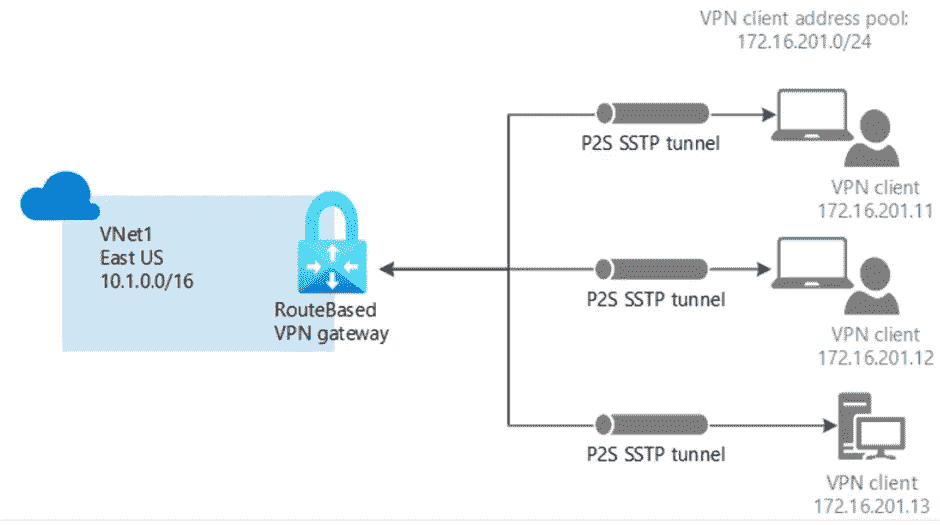 VPN client address pool:
172.16.201.0/24
P2S SSTP tunnel
VPN client
172.16.201.11
VNet1
East US
10.1.0.0/16
RouteBased
VPN gateway
P2S SSTP tunnel
VPN client
172.16.201.12
P2S SSTP tunnel
VPN client
172.16.201.13